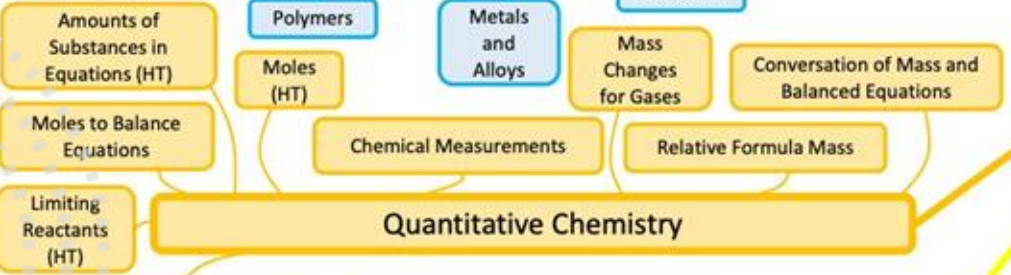 Amounts of
Substances in
Equations (HT)
Polymers
Metals
and
Alloys
Moles
(HT)
Mass
Changes
for Gases
Conversation of Mass and
Balanced Equations
Moles to Balance
Equations
Chemical Measurements
Relative Formula Mass
Limiting
Reactants
(HT)
Quantitative Chemistry